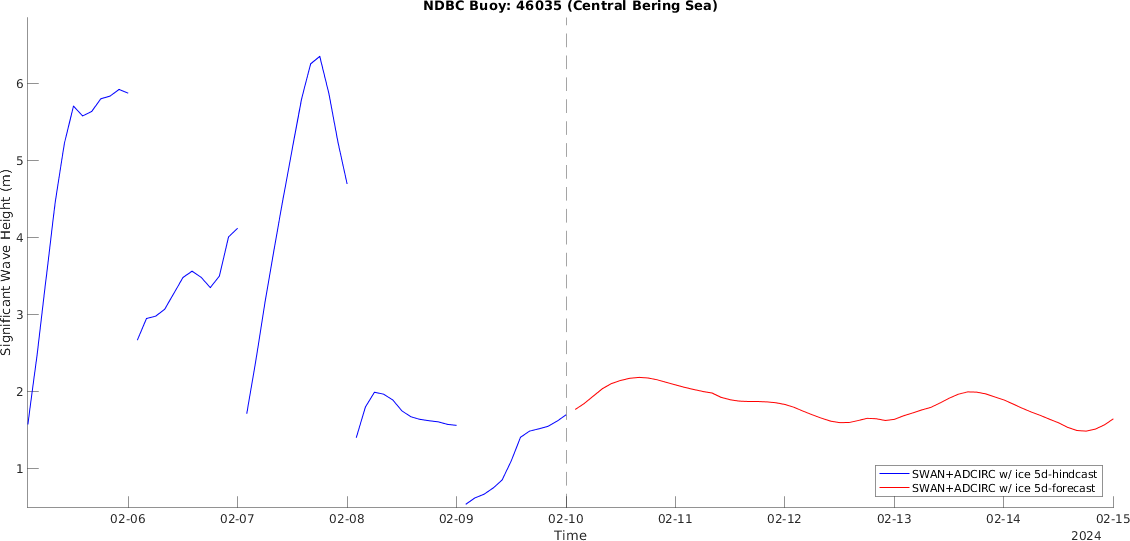 NDBC Buoy: 46035 (Central Bering Sea)
Significant Wave Height (m)
6
5
4
3
2
1
SWAN+ADCIRC w/ ice 5d-hindcast
SWAN+ADCIRC w/ ice 5d-forecast
02-06 02-07 02-08 02-09 02-10 02-11 02-12 02-13 02-14 02-15
Time
2024